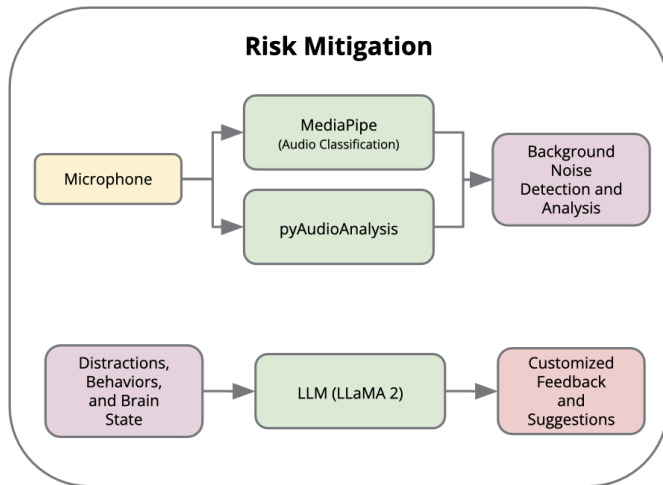 Risk Mitigation
Microphone
MediaPipe
(Audio Classification)
pyAudioAnalysis
Background
Noise
Detection and
Analysis
Distractions,
Behaviors,
and Brain
State
LLM (LLaMA 2)
Customized
Feedback
and
Suggestions